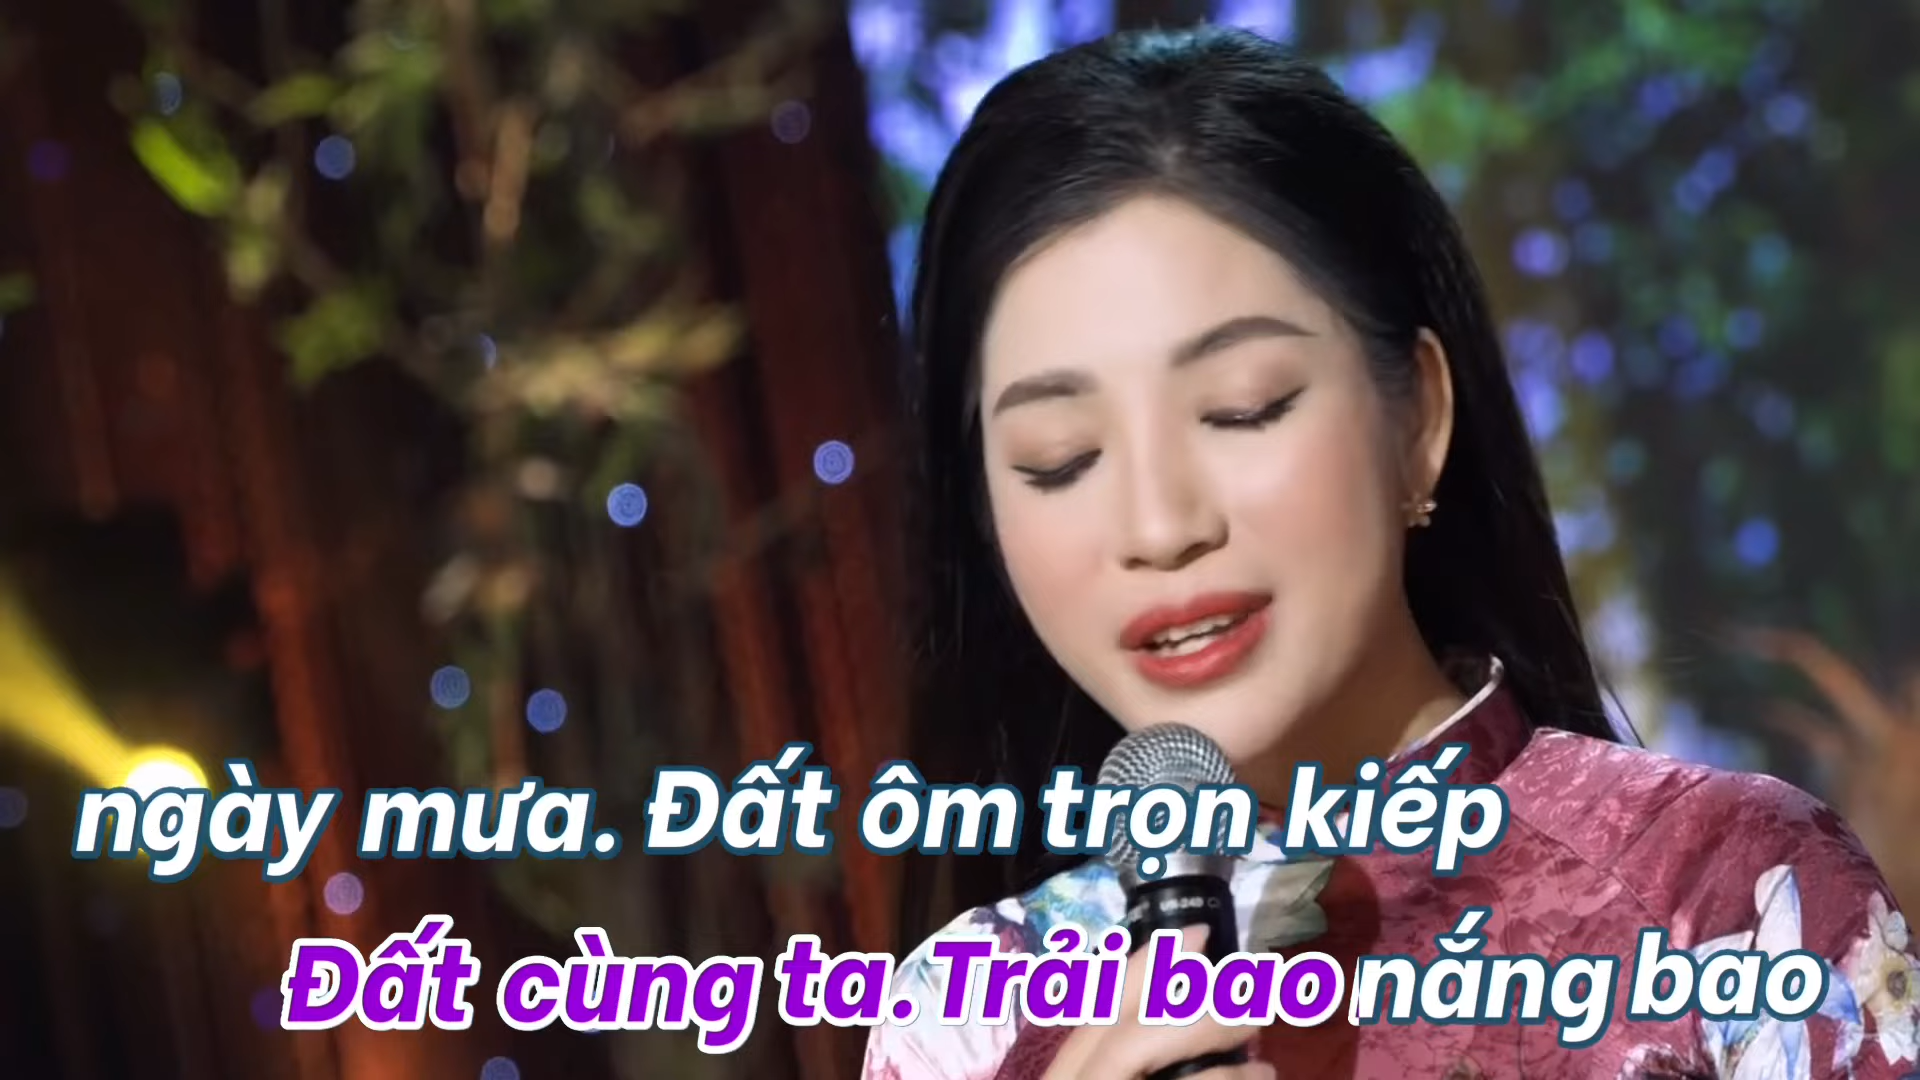 ngày mưa. Đất ôm trọn kiếp
Đất cùng ta. Trải bao nắng bao